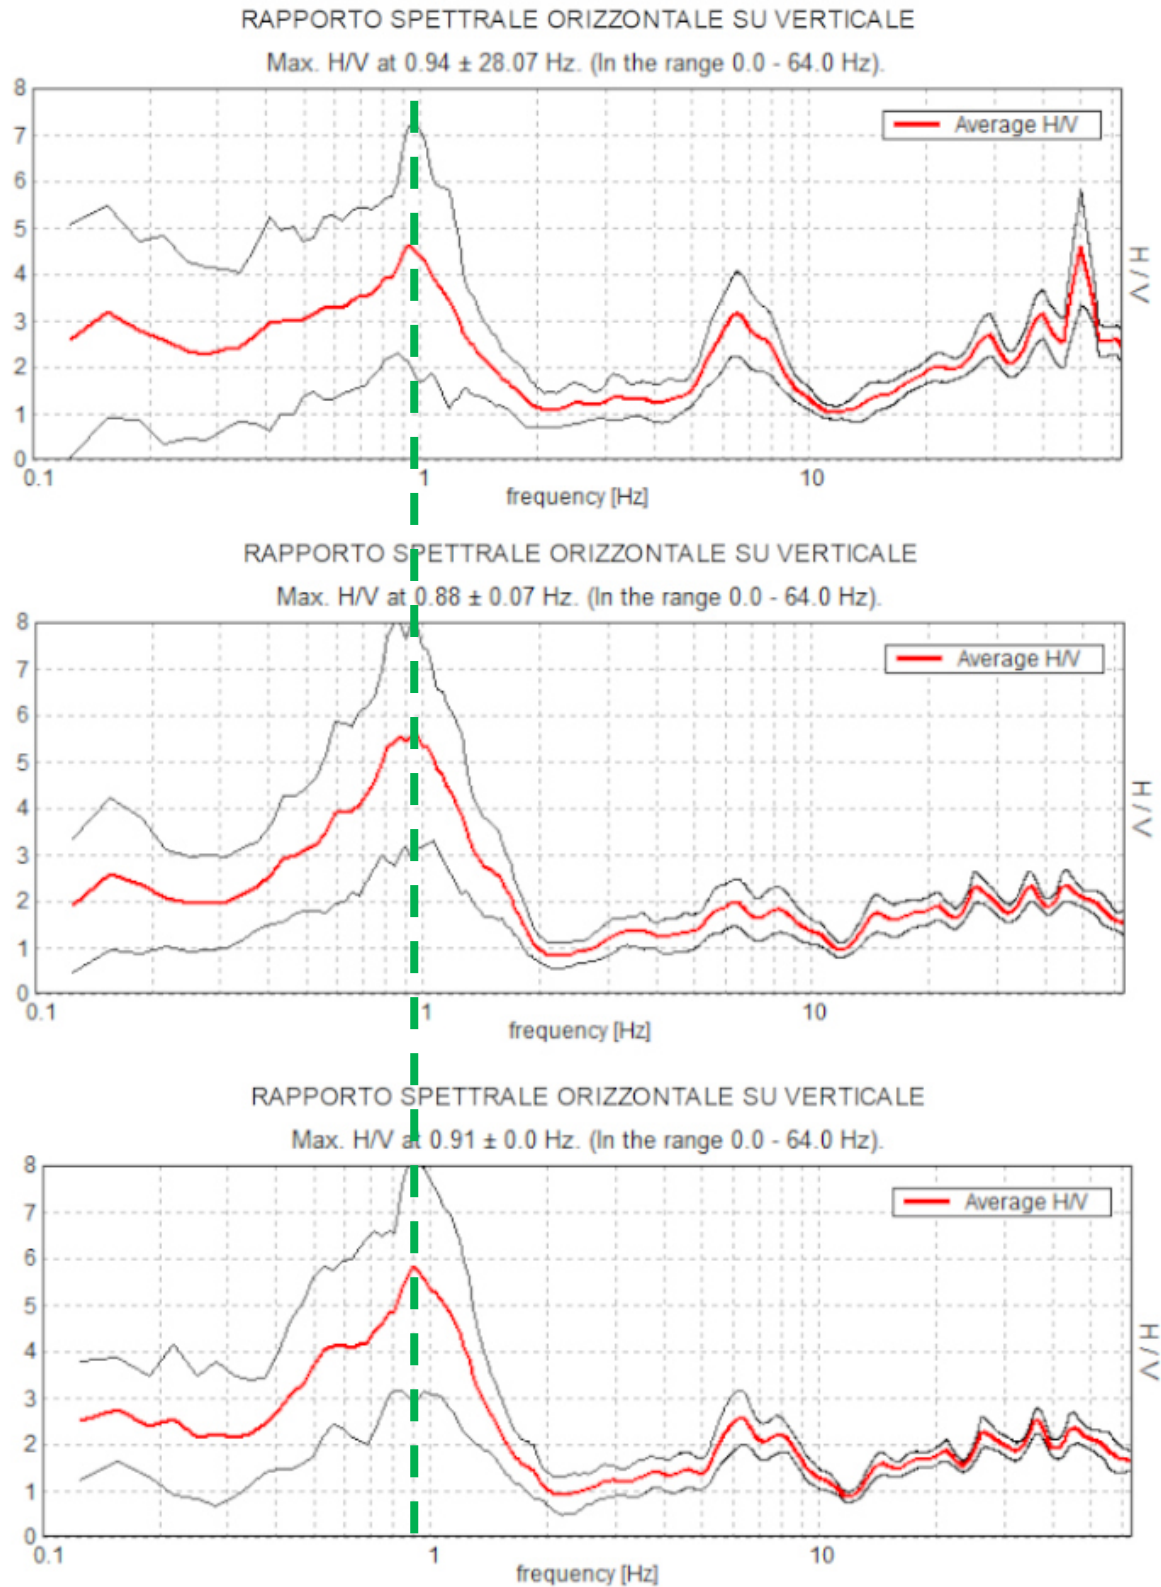 RAPPORTO SPETTRALE ORIZZONTALE SU VERTICALE
Max. H/V at 0.94 ± 28.07 Hz. (In the range 0.0 - 64.0 Hz).
8
7
6
5
4
3
2
1
0
Average H/V
H / V
0.1
1
10
frequency [Hz]
RAPPORTO SPETTRALE ORIZZONTALE SU VERTICALE
Max. H/V at 0.88 ± 0.07 Hz. (In the range 0.0 - 64.0 Hz).
8
7
6
5
4
3
2
1
0
Average H/V
H / V
0.1
1
10
frequency [Hz]
RAPPORTO SPETTRALE ORIZZONTALE SU VERTICALE
Max. H/V at 0.91 ± 0.0 Hz. (In the range 0.0 - 64.0 Hz).
8
7
6
5
4
3
2
1
0
Average H/V
H / V
0.1
1
10
frequency [Hz]